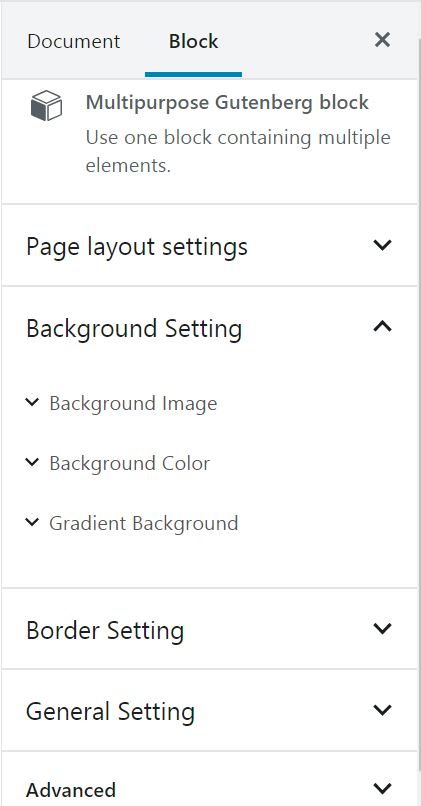 Document Block
Multipurpose Gutenberg block
Use one block containing multiple
elements.
Page layout settings
Background Setting
Background Image
Background Color
Gradient Background
Border Setting
General Setting
Advanced